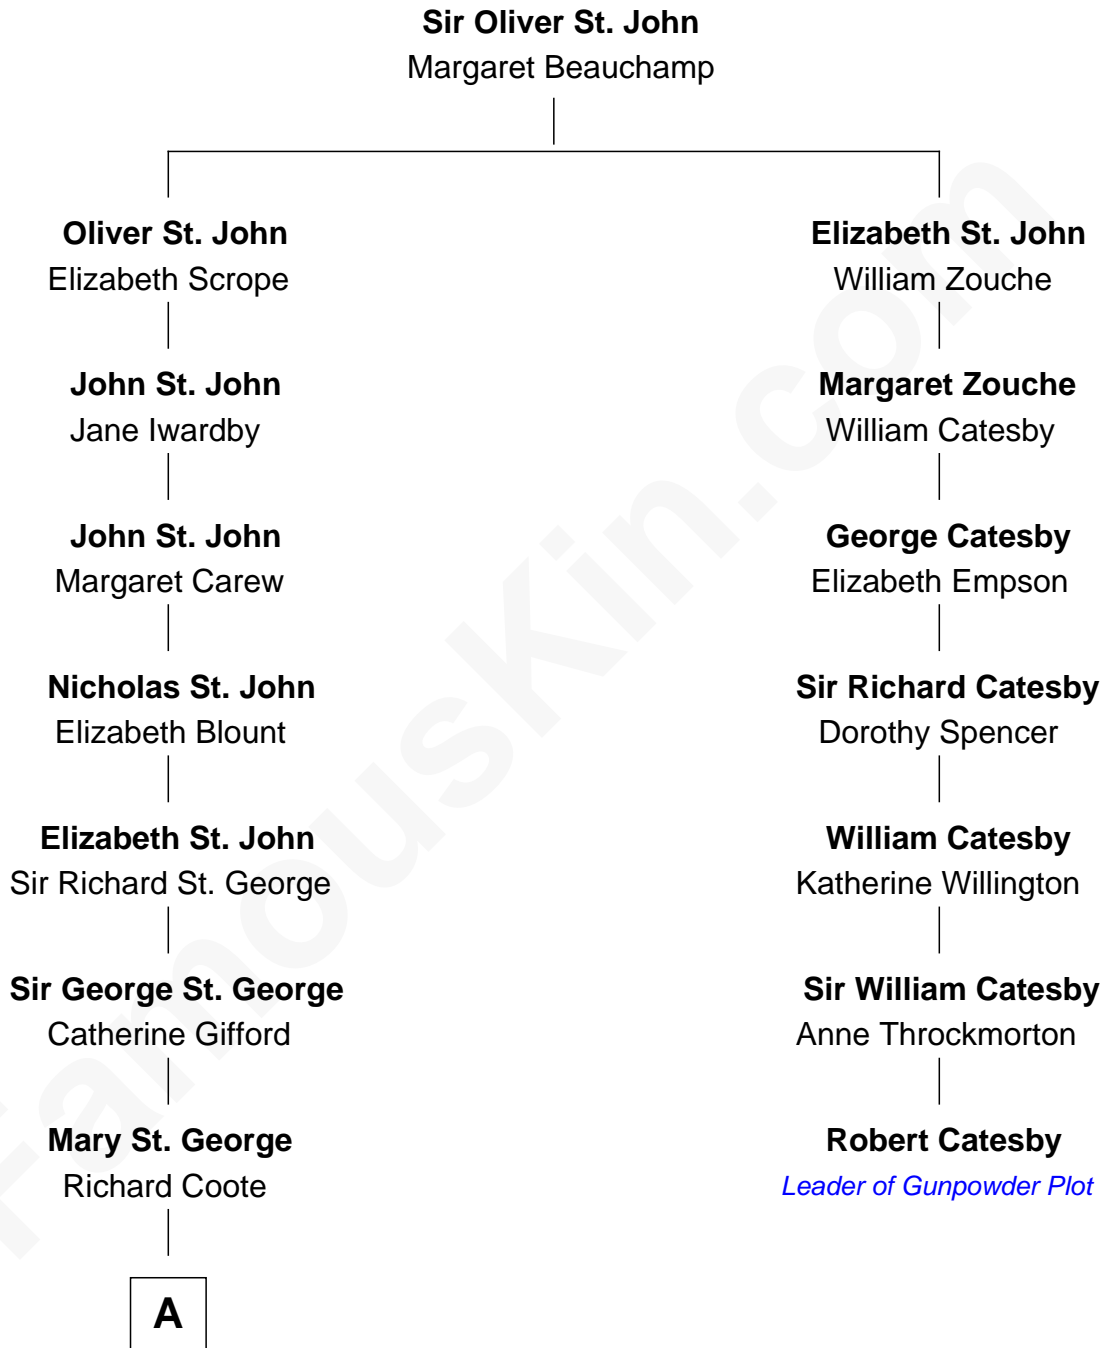 Sir Oliver St. John
Margaret Beauchamp
Oliver St. John
Elizabeth Scrope
Elizabeth St. John
William Zouche
John St. John
Jane Iwardby
Margaret Zouche
William Catesby
John St. John
Margaret Carew
George Catesby
Elizabeth Empson
Nicholas St. John
Elizabeth Blount
Sir Richard Catesby
Dorothy Spencer
Elizabeth St. John
Sir Richard St. George
William Catesby
Katherine Willington
Sir George St. George
Catherine Gifford
Sir William Catesby
Anne Throckmorton
Mary St. George
Richard Coote
Robert Catesby
Leader of Gunpowder Plot
A
FamousKin.com